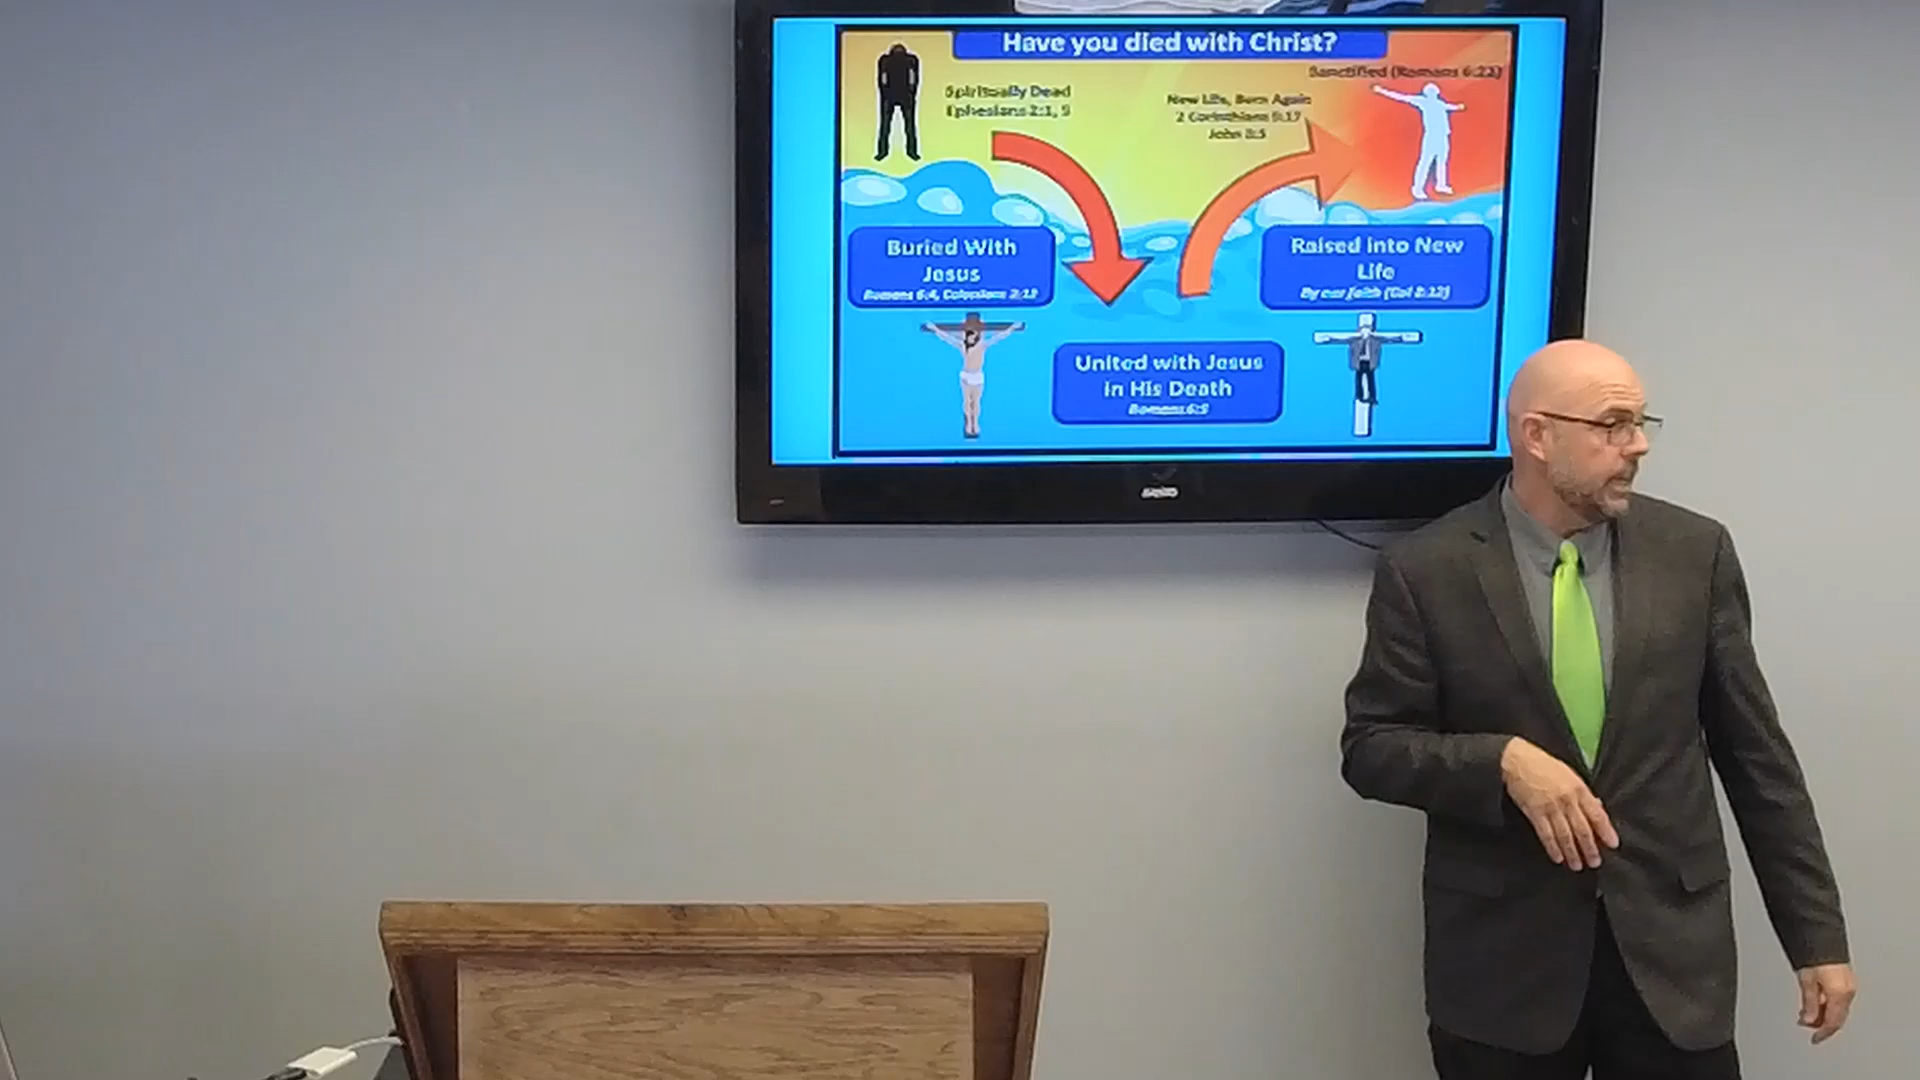 Have you died with Christ?
Sanctified (Romans 6:22)
Spiritually Dead
Ephesians 2:1, 5
New Life, Born Again
2 Corinthians 5:17
John 3:5
Buried With
Jesus
Romans 6:4, Colossians 2:12
Raised into New
Life
By our faith (Col 2:12)
United with Jesus
in His Death
Romans 6:5
SANYO